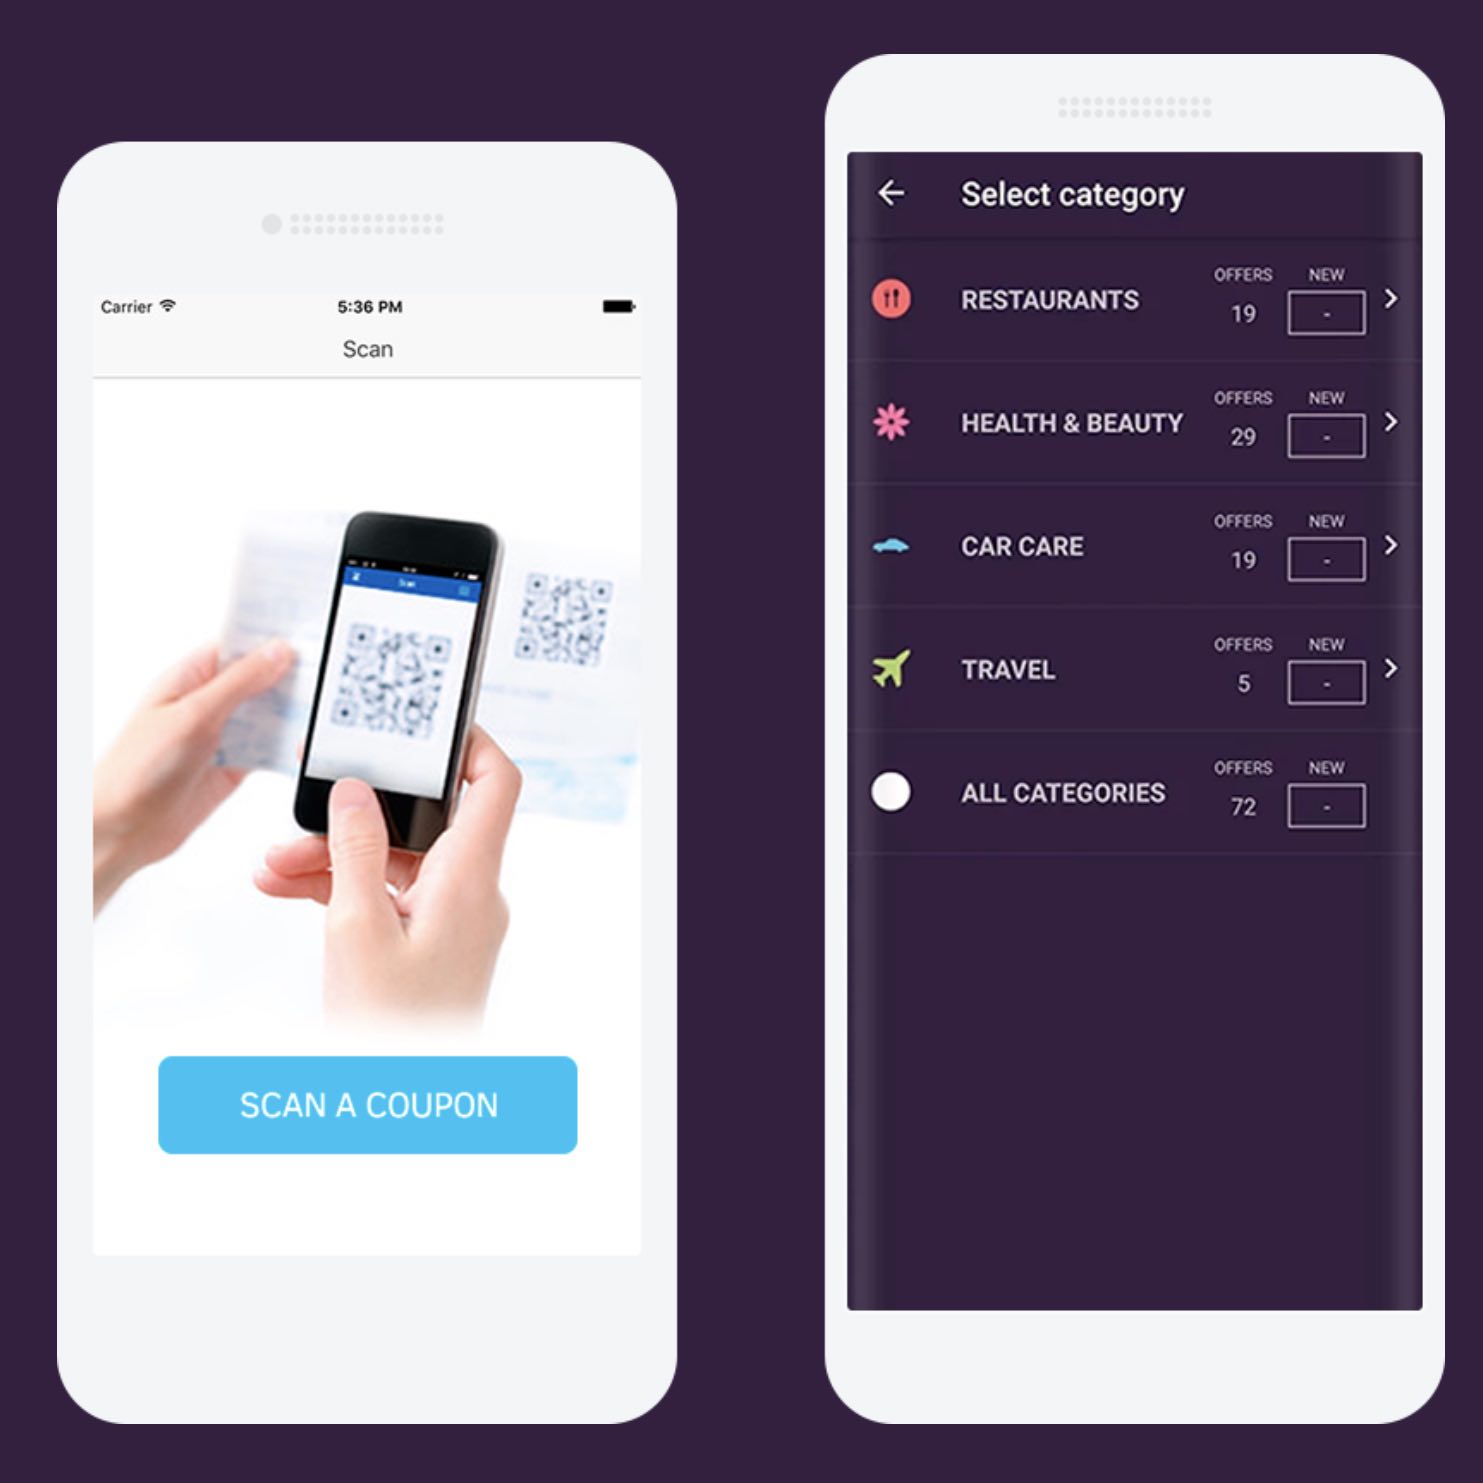 Carrier
5:36 PM
Scan
Scan
SCAN A COUPON
Select category
OFFERS NEW
RESTAURANTS
19 -
OFFERS NEW
HEALTH & BEAUTY
29 -
OFFERS NEW
CAR CARE
19 -
OFFERS NEW
TRAVEL
5 -
OFFERS NEW
ALL CATEGORIES
72 -